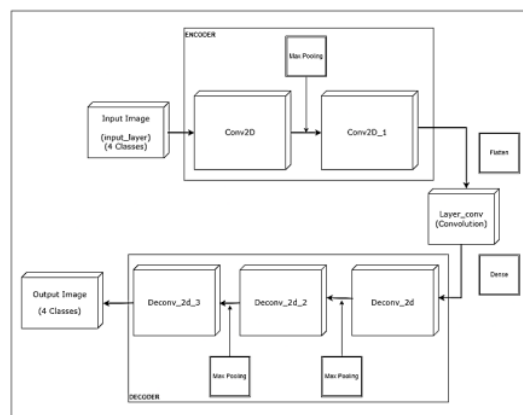 ENCODER
Max Pooling
Input Image
(input_layer)
(4 Classes)
Conv2D
Conv2D_1
Flaten
Layer_conv
(Convolution)
Dense
Output Image
(4 Classes)
Deconv_2d_3
Deconv_2d_2
Deconv_2d
Max Pooling
Max Pooling
DECODER